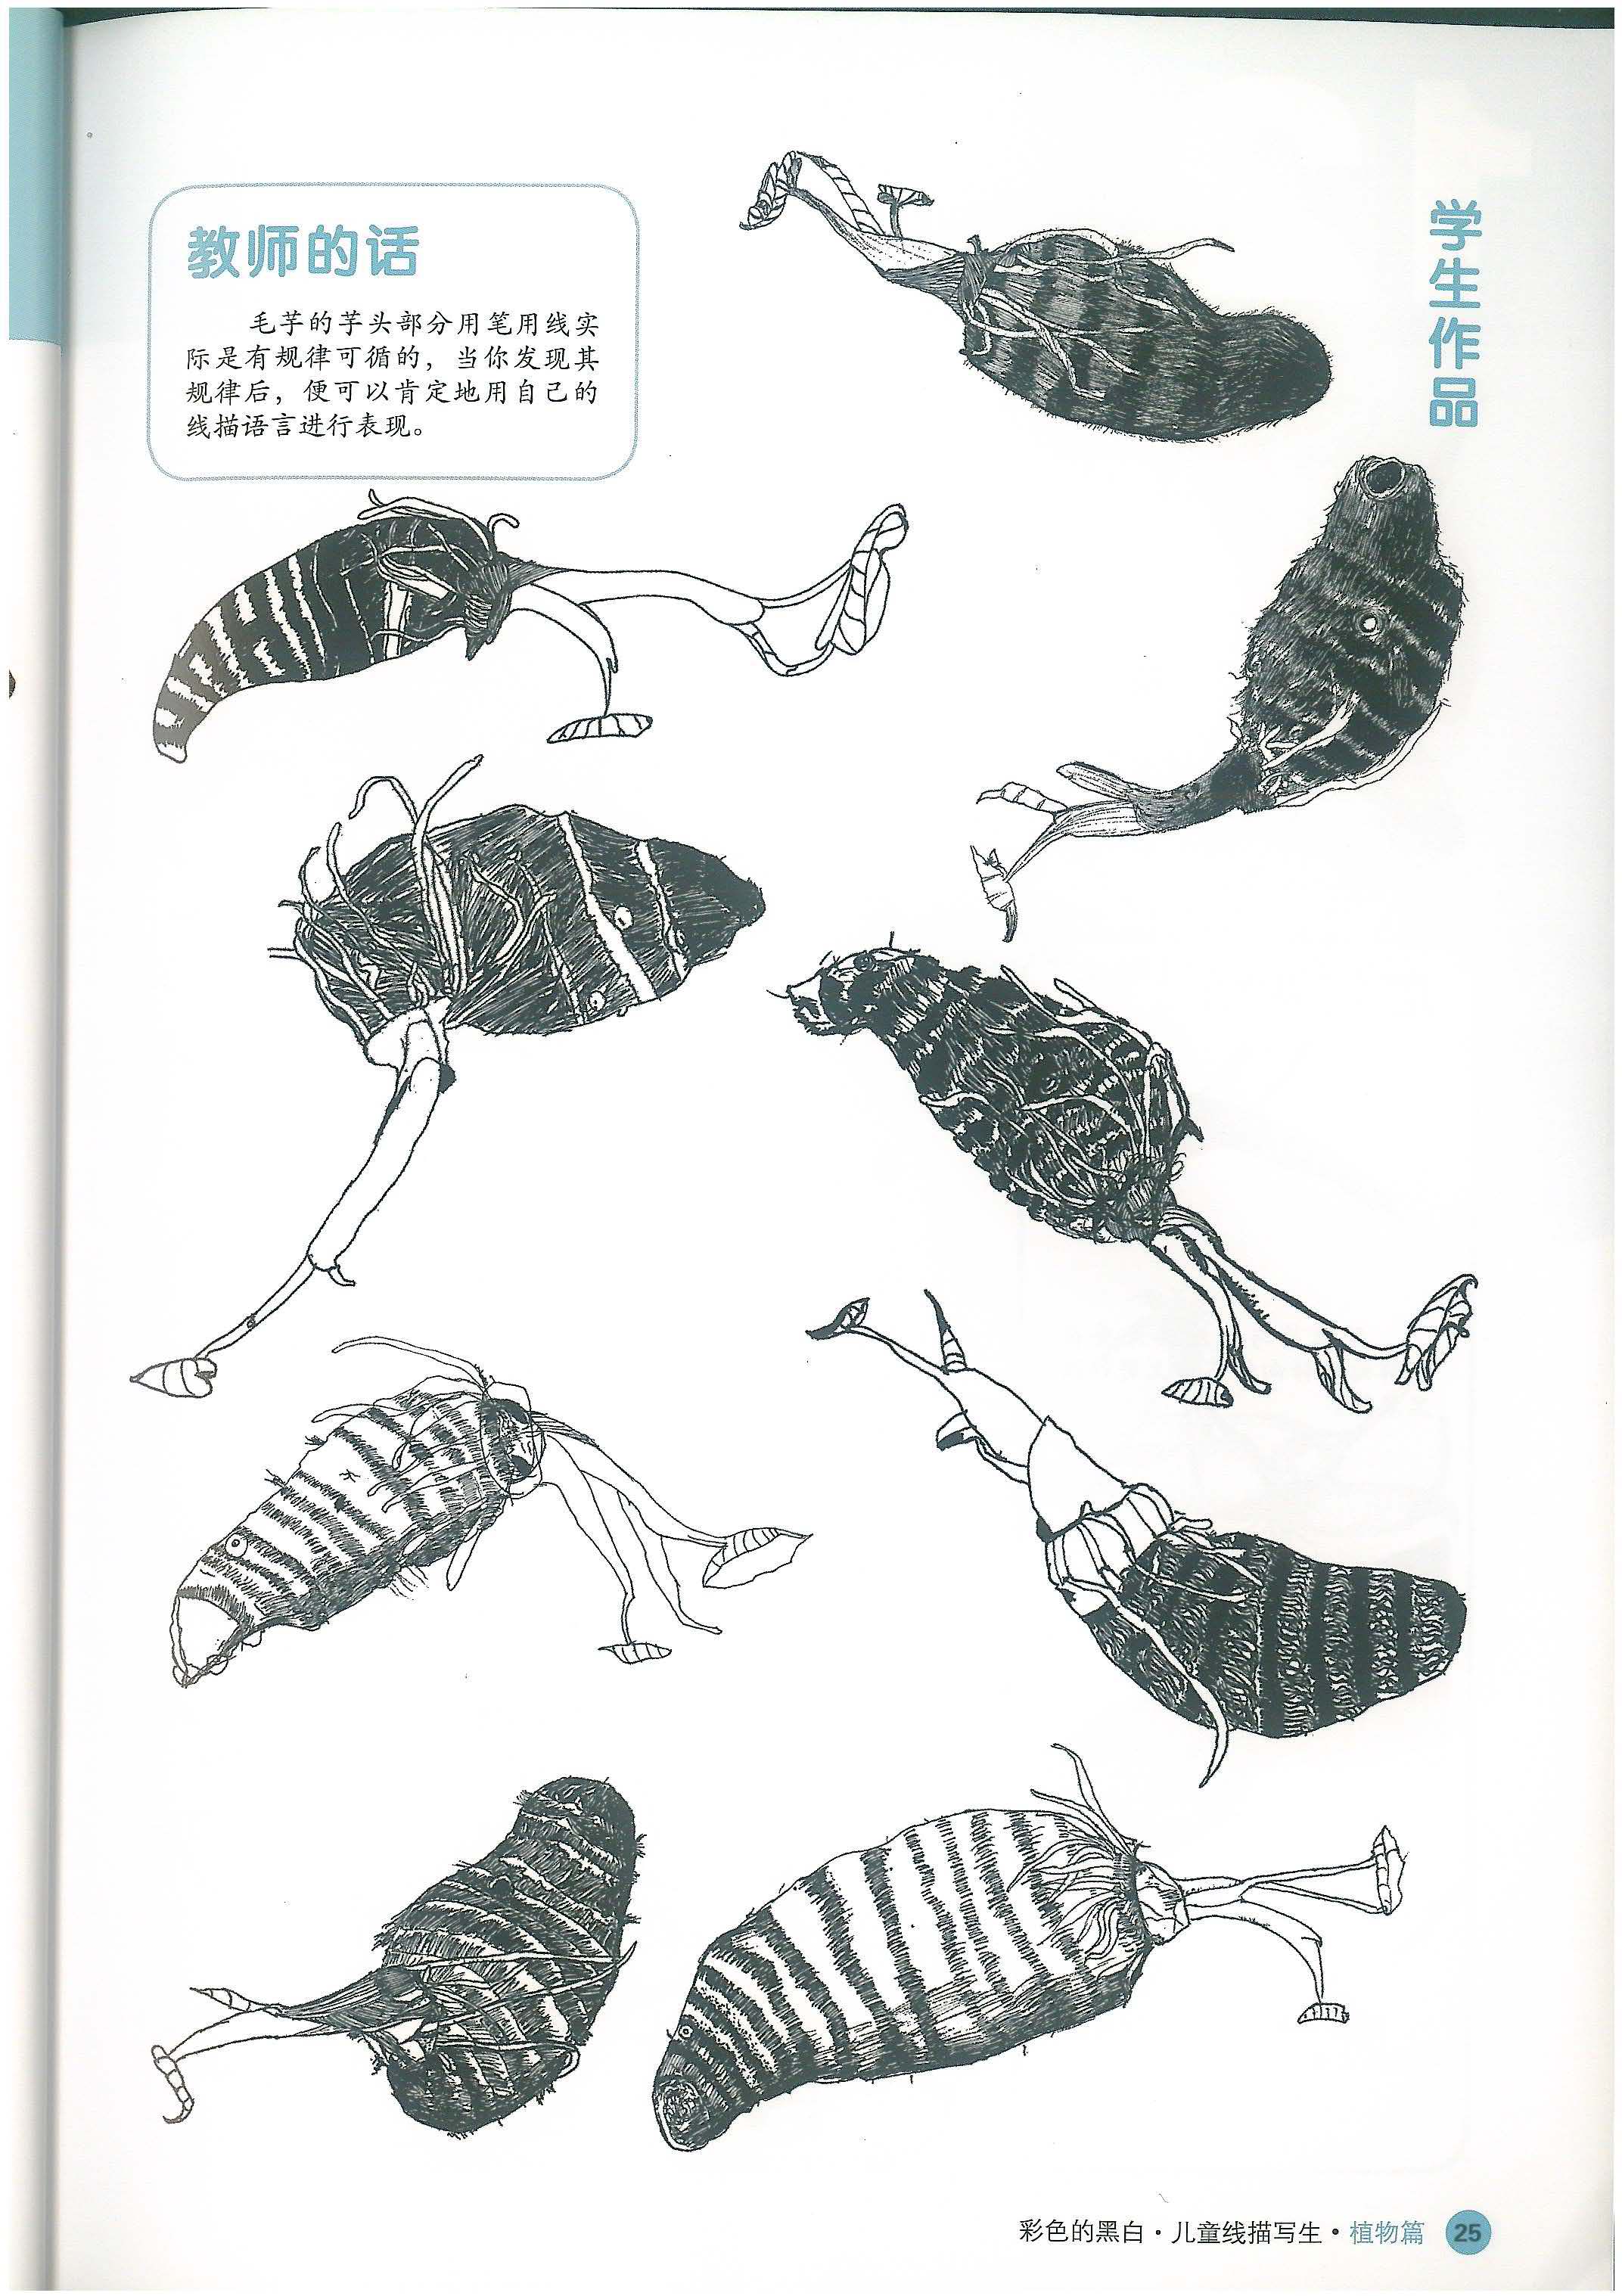 教师的话
毛芋的芋头部分用笔用线实
际是有规律可循的，当你发现其
规律后，便可以肯定地用自己的
线描语言进行表现。
学生作品
彩色的黑白·儿童线描写生·植物篇 25